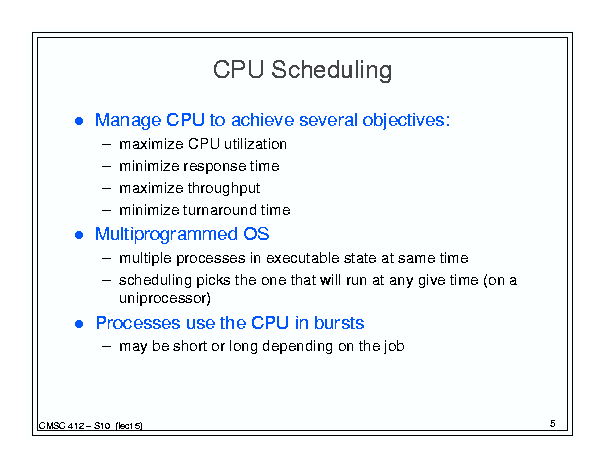 CPU Scheduling
● Manage CPU to achieve several objectives:
– maximize CPU utilization
– minimize response time
– maximize throughput
– minimize turnaround time
● Multiprogrammed OS
– multiple processes in executable state at same time
– scheduling picks the one that will run at any give time (on a
uniprocessor)
● Processes use the CPU in bursts
– may be short or long depending on the job
CMSC 412 – S10 (lect 5)
5